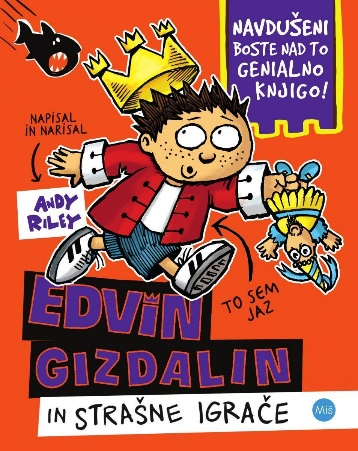 NAVDUŠENI
BOSTE NAD TO
GENIALNO
KNJIGO!
NAPISAL
IN NARISAL
ANDY
RILEY
TO SEM
JAZ
EDVIN
GIZDALIN
IN STRAŠNE IGRAČE
Miš